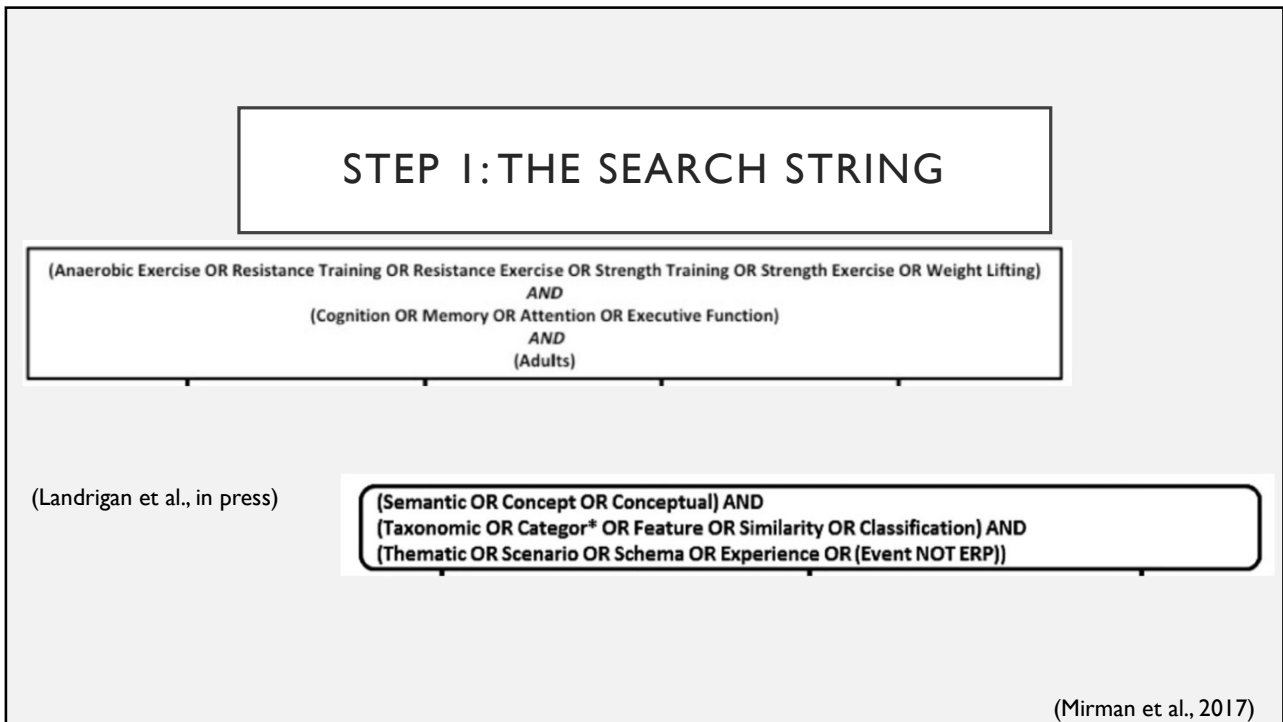 STEP 1: THE SEARCH STRING
(Anaerobic Exercise OR Resistance Training OR Resistance Exercise OR Strength Training OR Strength Exercise OR Weight Lifting)
AND
(Cognition OR Memory OR Attention OR Executive Function)
AND
(Adults)
(Landrigan et al., in press)
(Semantic OR Concept OR Conceptual) AND
(Taxonomic OR Categor* OR Feature OR Similarity OR Classification) AND
(Thematic OR Scenario OR Schema OR Experience OR (Event NOT ERP))
(Mirman et al., 2017)